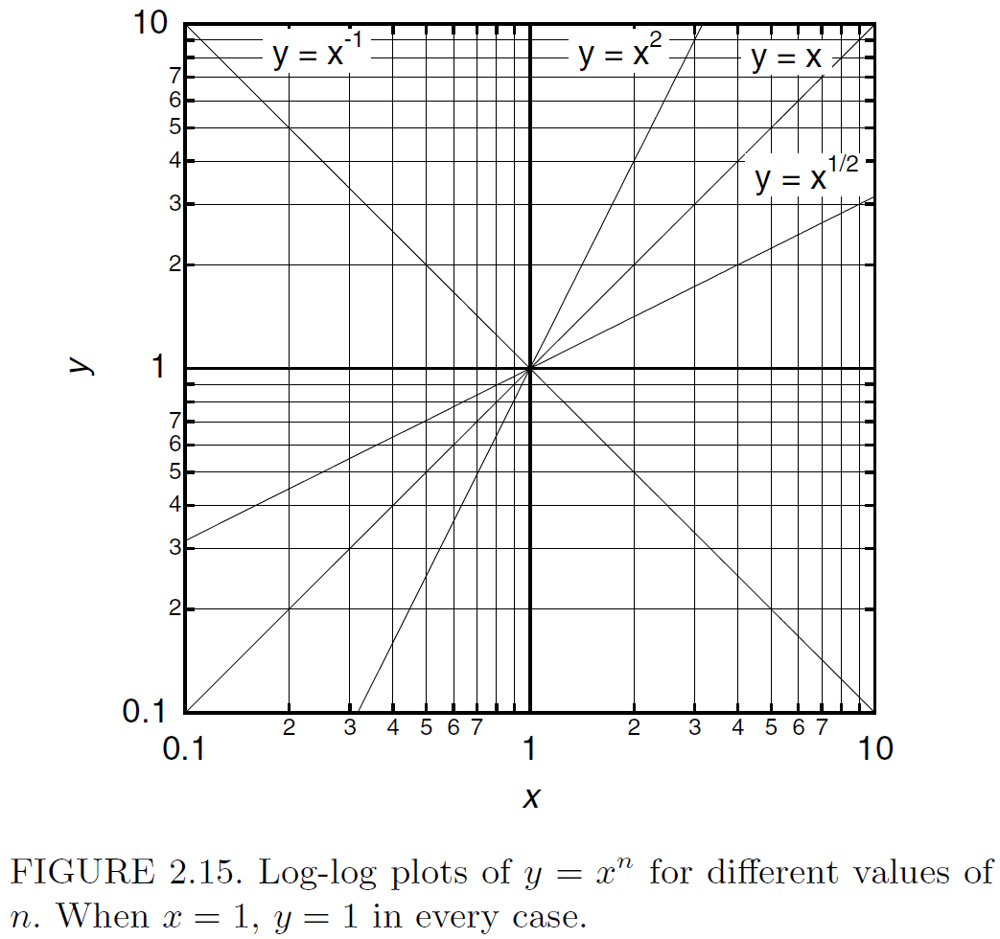 10
y = x⁻¹
y = x²
y = x
7
6
5
4
y = x¹ᐟ²
3
2
y
1
7
6
5
4
3
2
0.1
2 3 4 5 6 7 2 3 4 5 6 7
0.1 1 10
x
FIGURE 2.15. Log-log plots of y = xⁿ for different values of
n. When x = 1, y = 1 in every case.